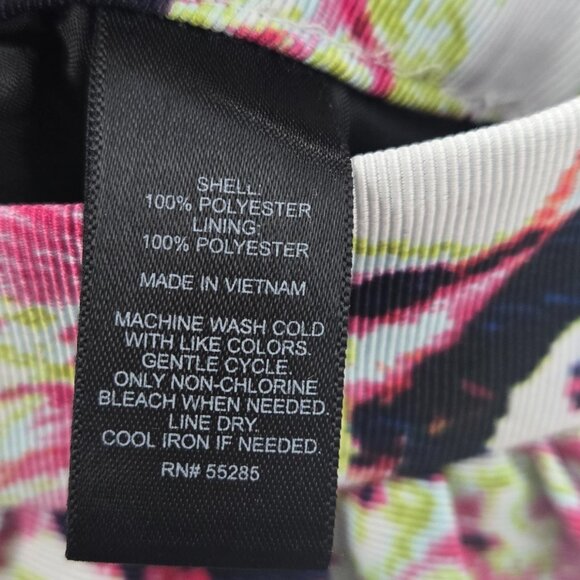 SHELL:
100% POLYESTER
LINING:
100% POLYESTER
MADE IN VIETNAM
MACHINE WASH COLD
WITH LIKE COLORS.
GENTLE CYCLE.
ONLY NON-CHLORINE
BLEACH WHEN NEEDED.
LINE DRY.
COOL IRON IF NEEDED.
RN# 55285